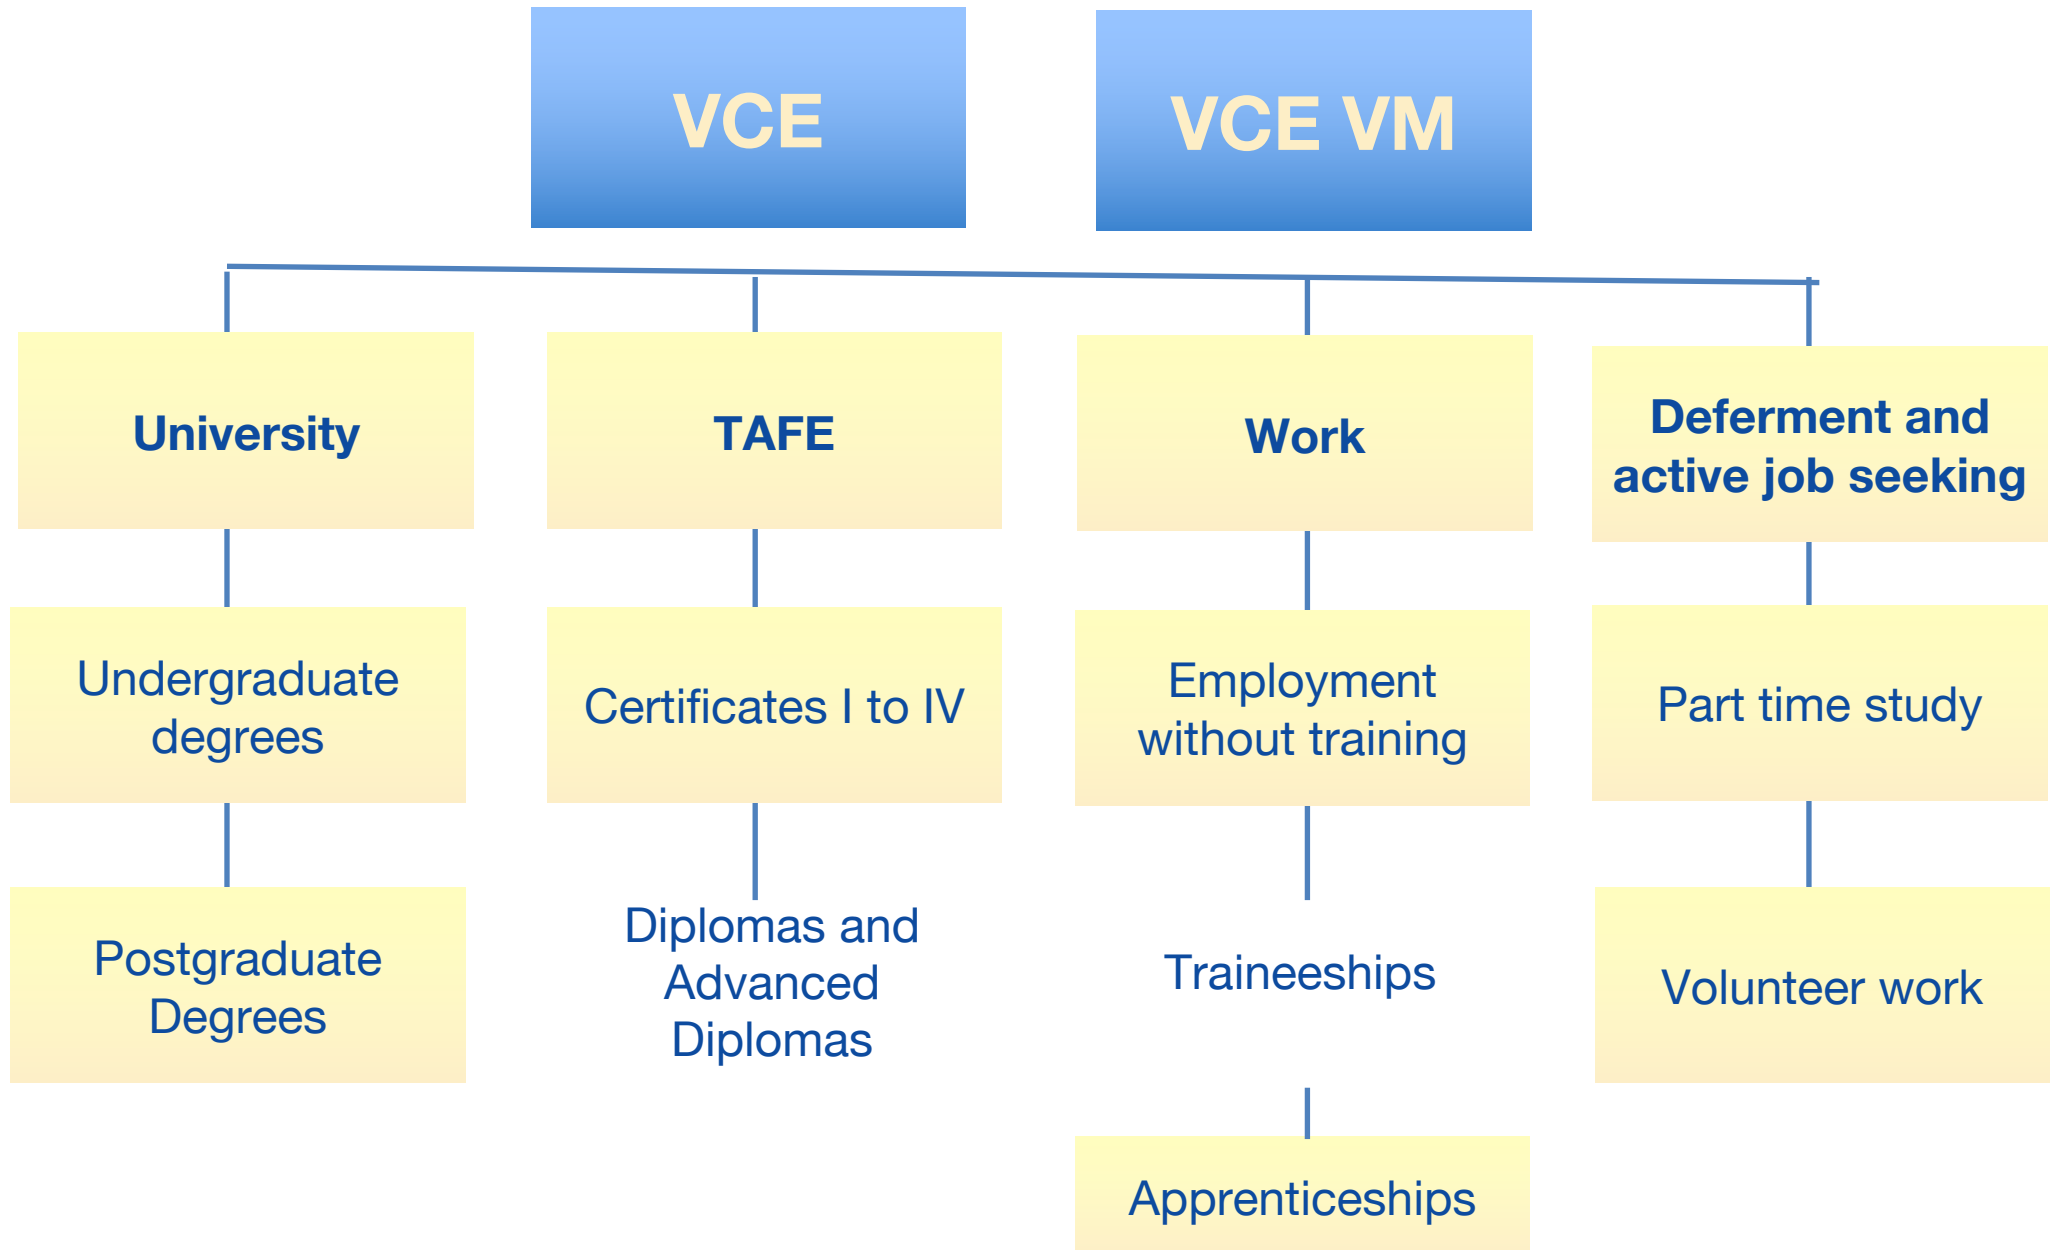 VCE
VCE VM
University
TAFE
Work
Deferment and
active job seeking
Undergraduate
degrees
Certificates I to IV
Employment
without training
Part time study
Postgraduate
Degrees
Diplomas and
Advanced
Diplomas
Traineeships
Volunteer work
Apprenticeships